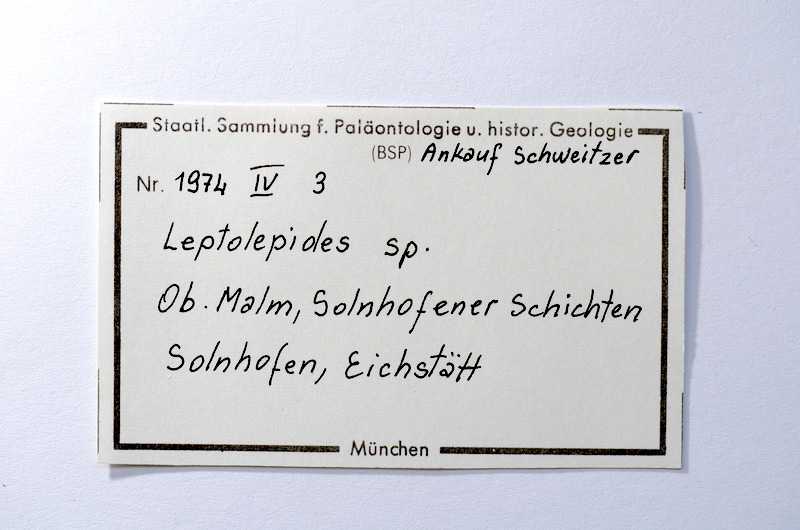 Staatl. Sammlung f. Paläontologie u. histor. Geologie
(BSP) Ankauf Schweitzer
Nr. 1974 IV 3
Leptolepides sp.
Ob. Malm, Solnhofener Schichten
Solnhofen, Eichstätt
München